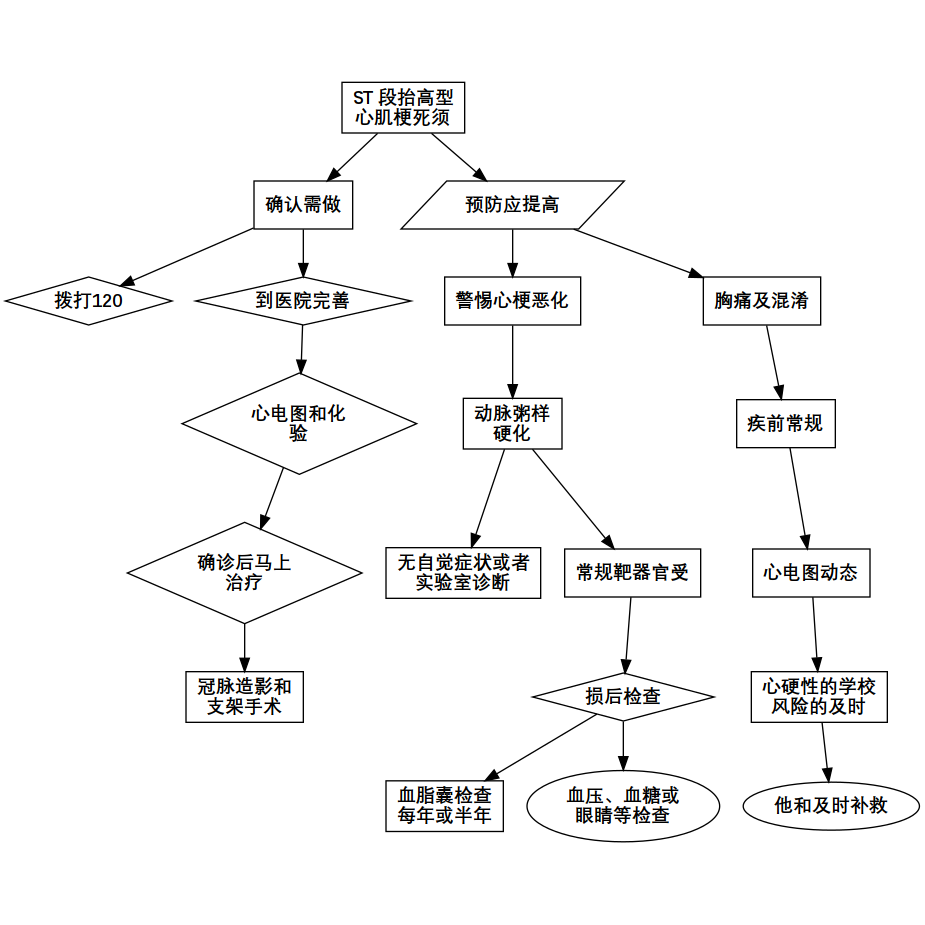 ST 段抬高型
心肌梗死须
确认需做
预防应提高
拨打120
到医院完善
警惕心梗恶化
胸痛及混淆
心电图和化
验
动脉粥样
硬化
疾前常规
确诊后马上
治疗
无自觉症状或者
实验室诊断
常规靶器官受
心电图动态
冠脉造影和
支架手术
损后检查
心硬性的学校
风险的及时
血脂囊检查
每年或半年
血压、血糖或
眼睛等检查
他和及时补救